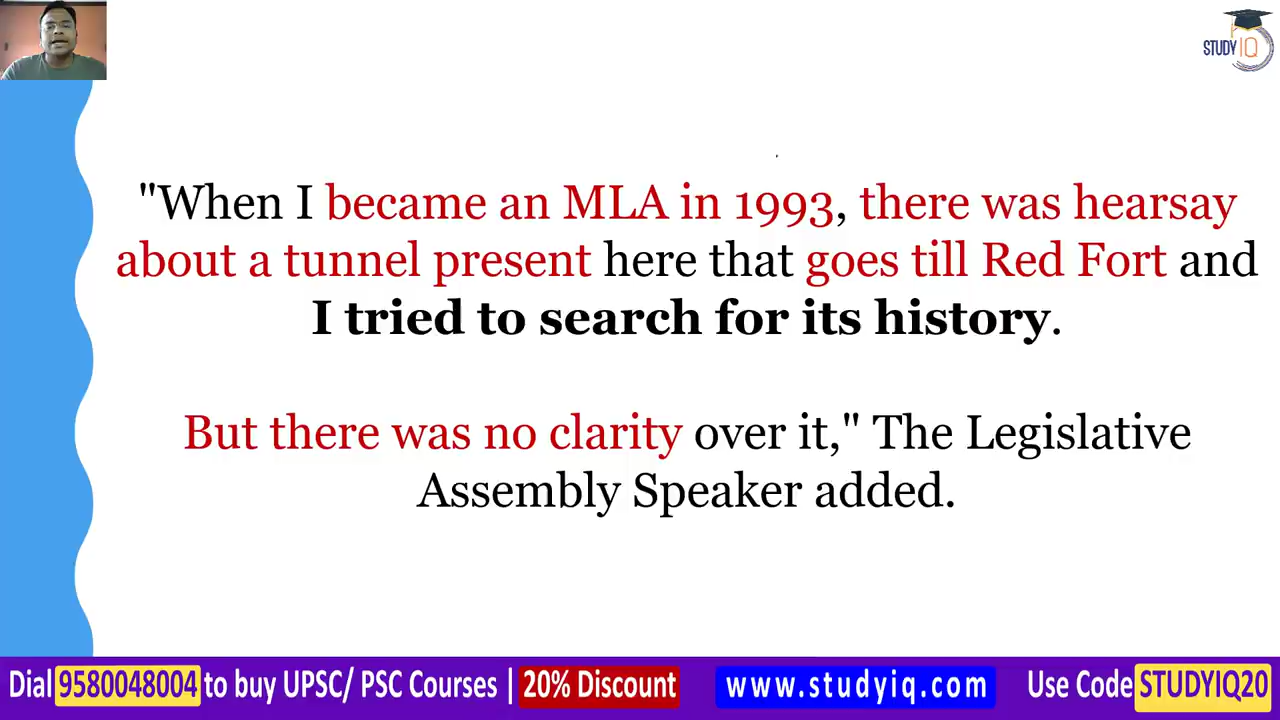 STUDYIQ
"When I became an MLA in 1993, there was hearsay
about a tunnel present here that goes till Red Fort and
I tried to search for its history.
But there was no clarity over it," The Legislative
Assembly Speaker added.
Dial 9580048004 to buy UPSC/ PSC Courses | 20% Discount www.studyiq.com Use Code STUDYIQ20